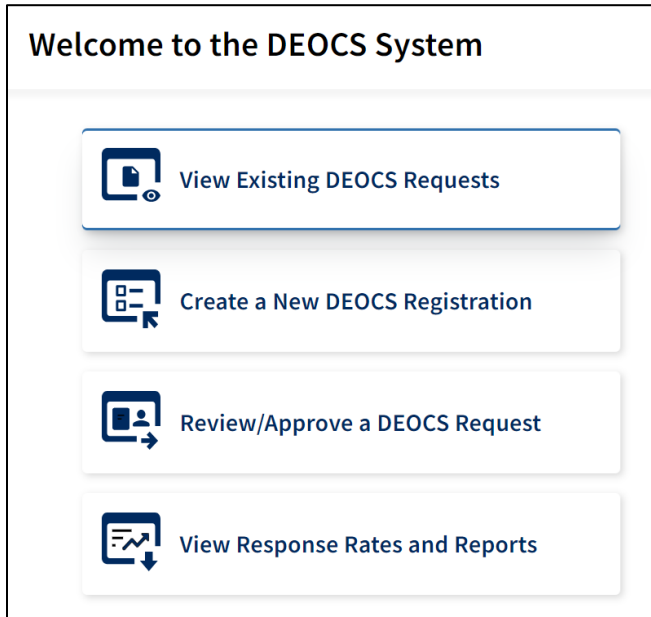 Welcome to the DEOCS System
View Existing DEOCS Requests
Create a New DEOCS Registration
Review/Approve a DEOCS Request
View Response Rates and Reports